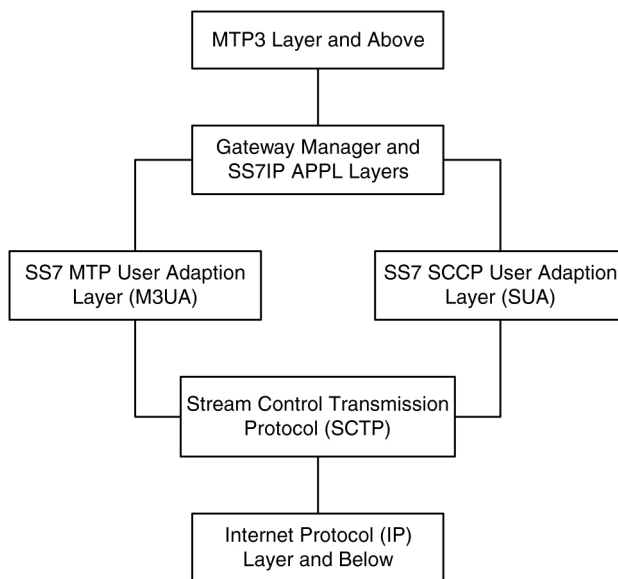 MTP3 Layer and Above
Gateway Manager and
SS7IP APPL Layers
SS7 MTP User Adaption
Layer (M3UA)
SS7 SCCP User Adaption
Layer (SUA)
Stream Control Transmission
Protocol (SCTP)
Internet Protocol (IP)
Layer and Below